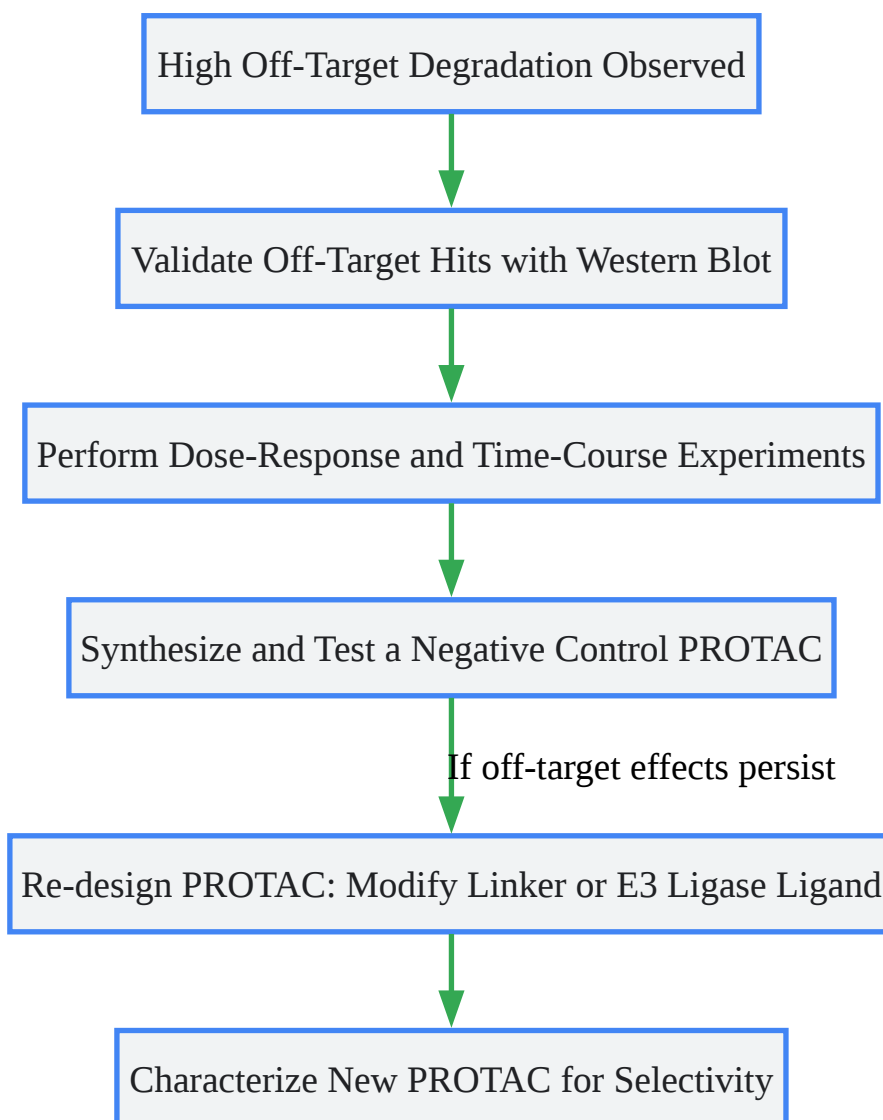 High Off-Target Degradation Observed
Validate Off-Target Hits with Western Blot
Perform Dose-Response and Time-Course Experiments
Synthesize and Test a Negative Control PROTAC
If off-target effects persist
Re-design PROTAC: Modify Linker or E3 Ligase Ligand
Characterize New PROTAC for Selectivity